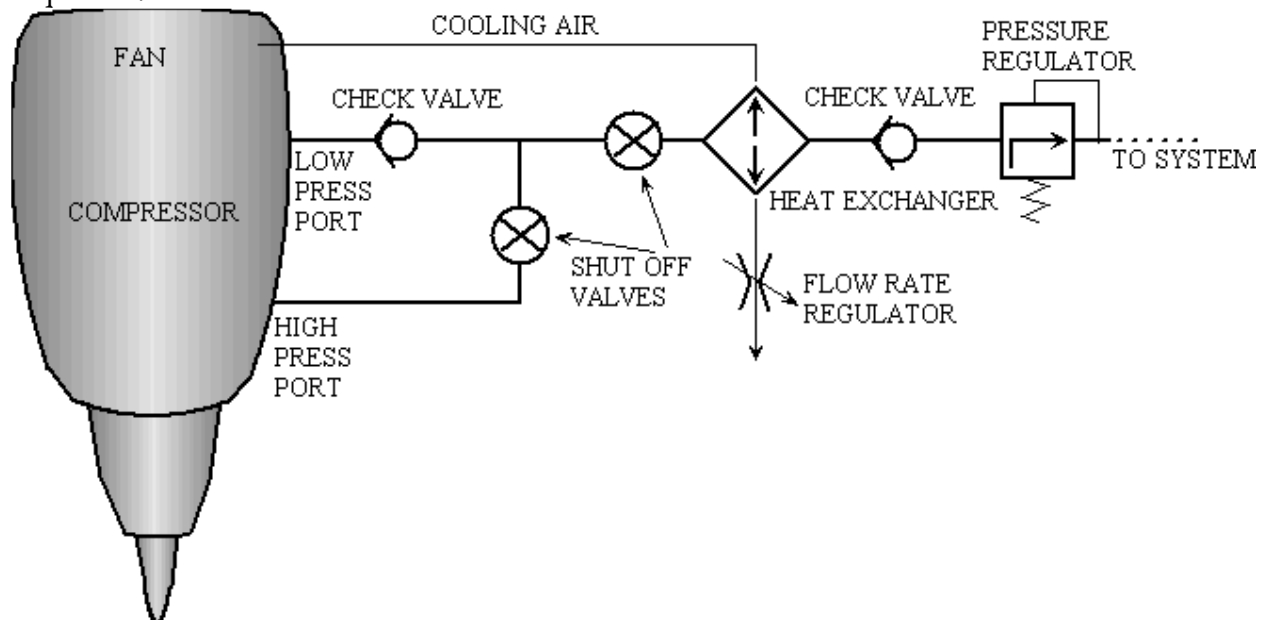 COOLING AIR
PRESSURE
REGULATOR
FAN
CHECK VALVE
CHECK VALVE
LOW
PRESS
PORT
TO SYSTEM
COMPRESSOR
HEAT EXCHANGER
SHUT OFF
VALVES
FLOW RATE
REGULATOR
HIGH
PRESS
PORT